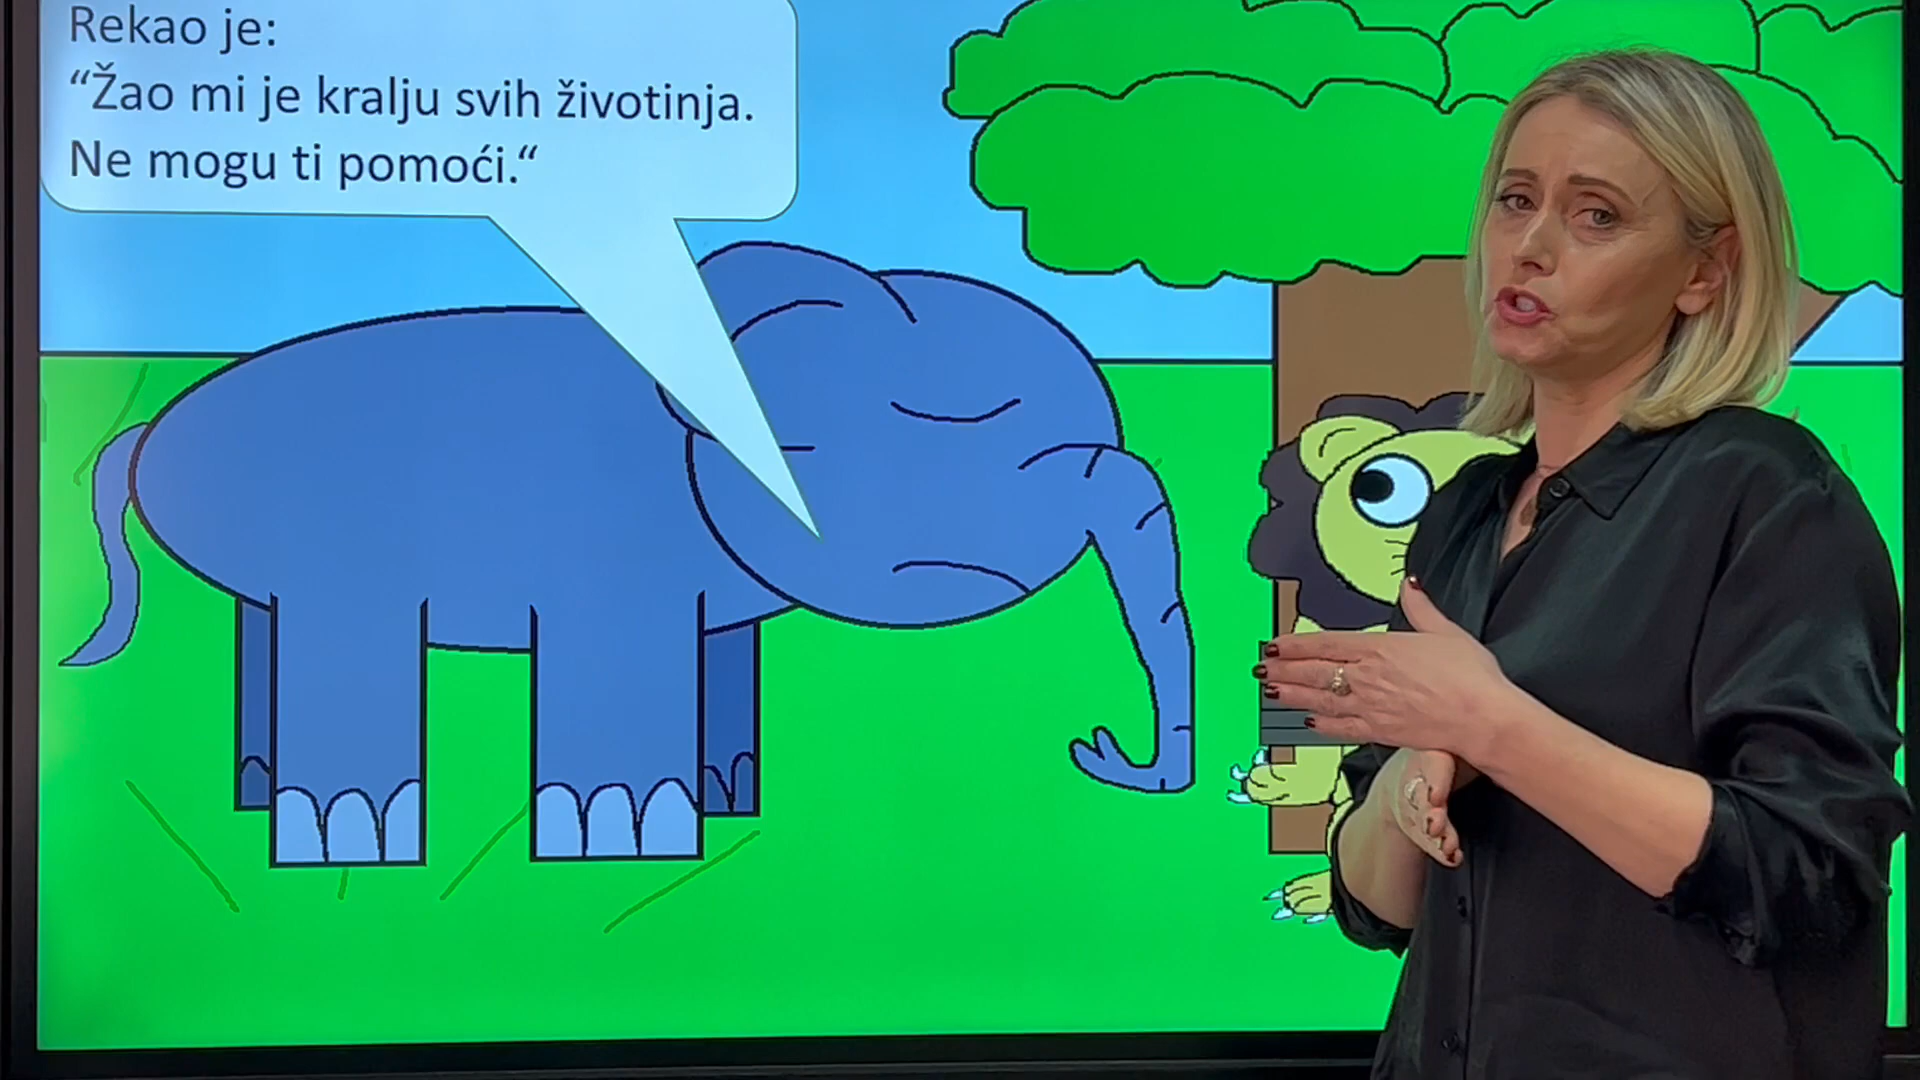 Rekao je:
“Žao mi je kralju svih životinja.
Ne mogu ti pomoći.“